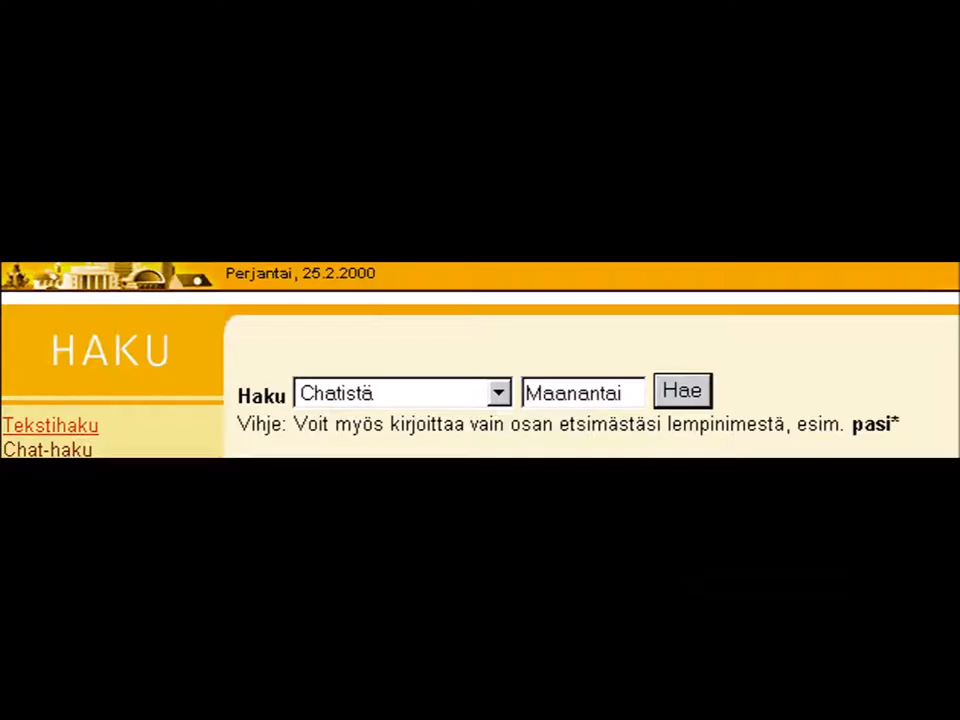 Perjantai, 25.2.2000
HAKU
Haku Chatistä Maanantai Hae
Vihje: Voit myös kirjoittaa vain osan etsimästäsi lempinimestä, esim. pasi*
Tekstihaku
Chat-haku